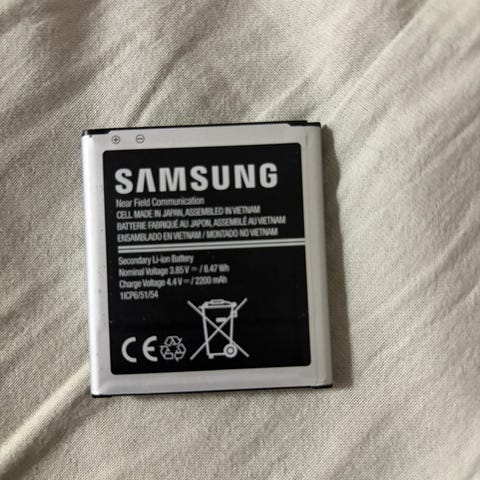 SAMSUNG
Near Field Communication
CELL MADE IN JAPAN, ASSEMBLED IN VIETNAM
BATTERIE FABRIQUÉ AU JAPON, ASSEMBLÉ AU VIETNAM
ENSAMBLADO EN VIETNAM / MONTADO NO VIETNAM
Secondary Li-ion Battery
Nominal Voltage 3.85 V ⎓ / 8.47 Wh
Charge Voltage 4.4 V ⎓ / 2200 mAh
1ICP6/51/54
CE